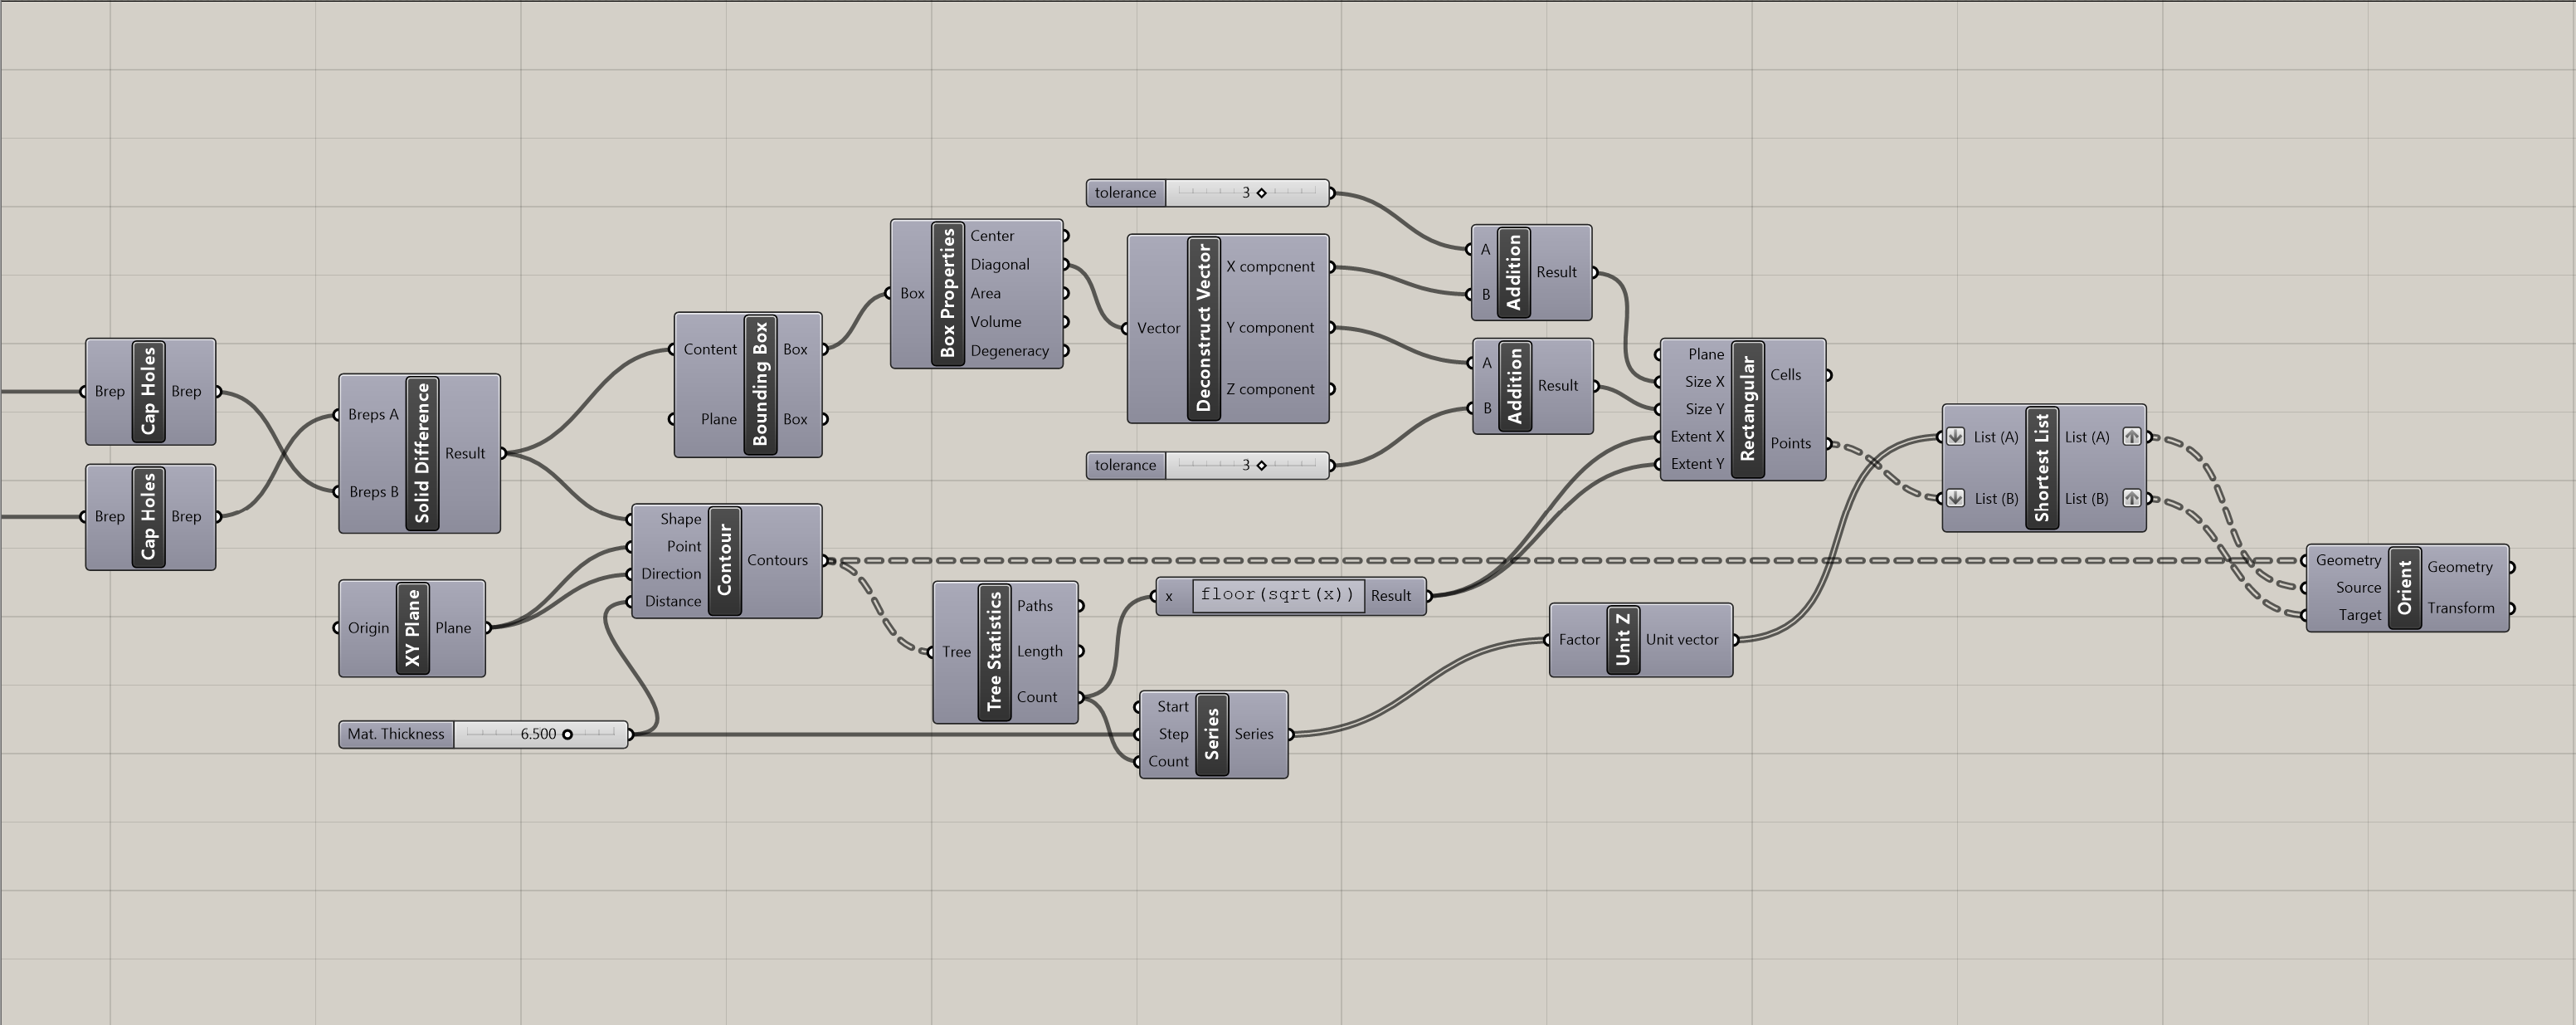 tolerance 3
Box Properties
Box
Center
Diagonal
Area
Volume
Degeneracy
Deconstruct Vector
Vector
X component
Y component
Z component
Addition
A
B
Result
Cap Holes
Brep
Brep
Solid Difference
Breps A
Breps B
Result
Bounding Box
Content
Plane
Box
Box
Addition
A
B
Result
Rectangular
Plane
Size X
Size Y
Extent X
Extent Y
Cells
Points
tolerance 3
Cap Holes
Brep
Brep
Shortest List
List (A)
List (B)
List (A)
List (B)
Contour
Shape
Point
Direction
Distance
Contours
XY Plane
Origin
Plane
Tree Statistics
Tree
Paths
Length
Count
x floor(sqrt(x)) Result
Unit Z
Factor
Unit vector
Orient
Geometry
Source
Target
Geometry
Transform
Mat. Thickness 6.500
Series
Start
Step
Count
Series